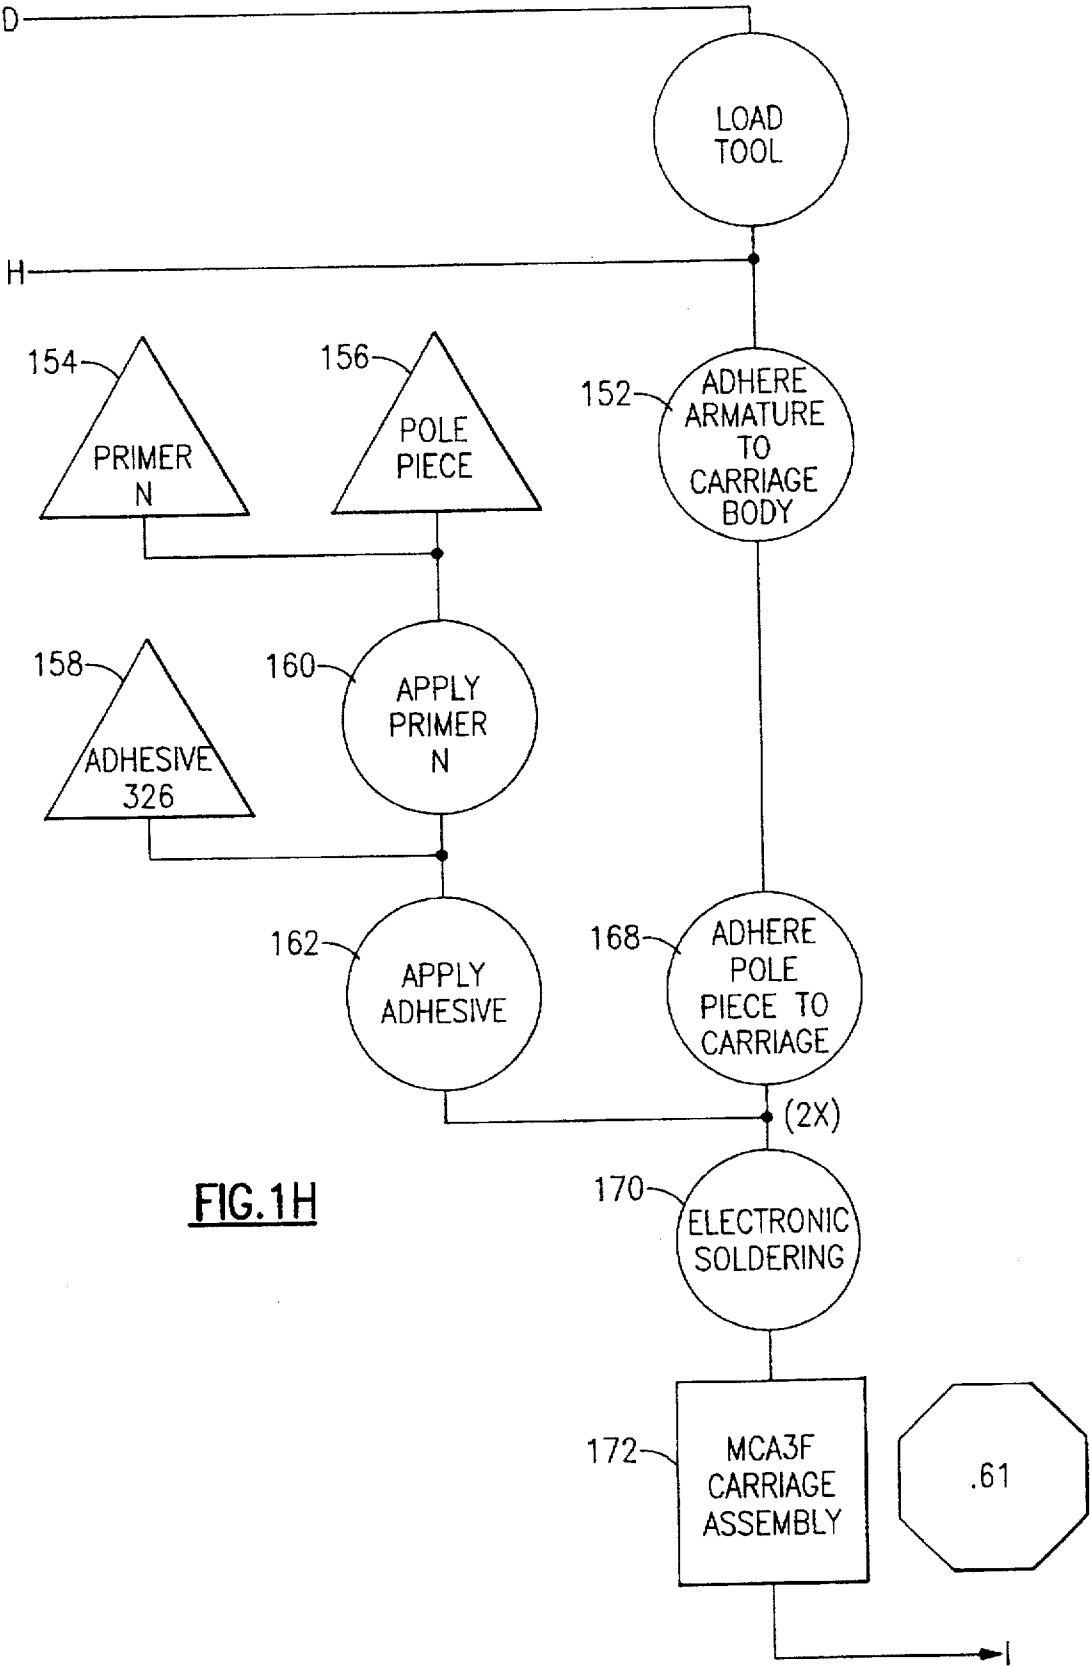 D
LOAD
TOOL
H
154
PRIMER
N
156
POLE
PIECE
152
ADHERE
ARMATURE
TO
CARRIAGE
BODY
158
ADHESIVE
326
160
APPLY
PRIMER
N
162
APPLY
ADHESIVE
168
ADHERE
POLE
PIECE TO
CARRIAGE
(2X)
FIG.1H
170
ELECTRONIC
SOLDERING
172
MCA3F
CARRIAGE
ASSEMBLY
.61
I